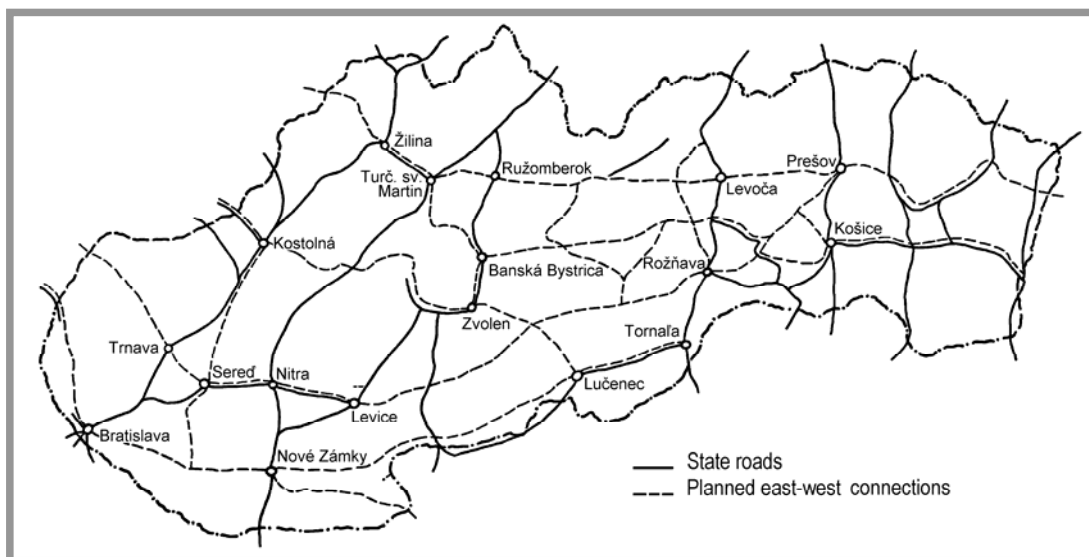 Žilina
Turč. sv.
Martin
Ružomberok
Levoča
Prešov
Kostolná
Banská Bystrica
Rožňava
Košice
Zvolen
Trnava
Sereď
Nitra
Levice
Lučenec
Tornaľa
Bratislava
Nové Zámky
State roads
Planned east-west connections